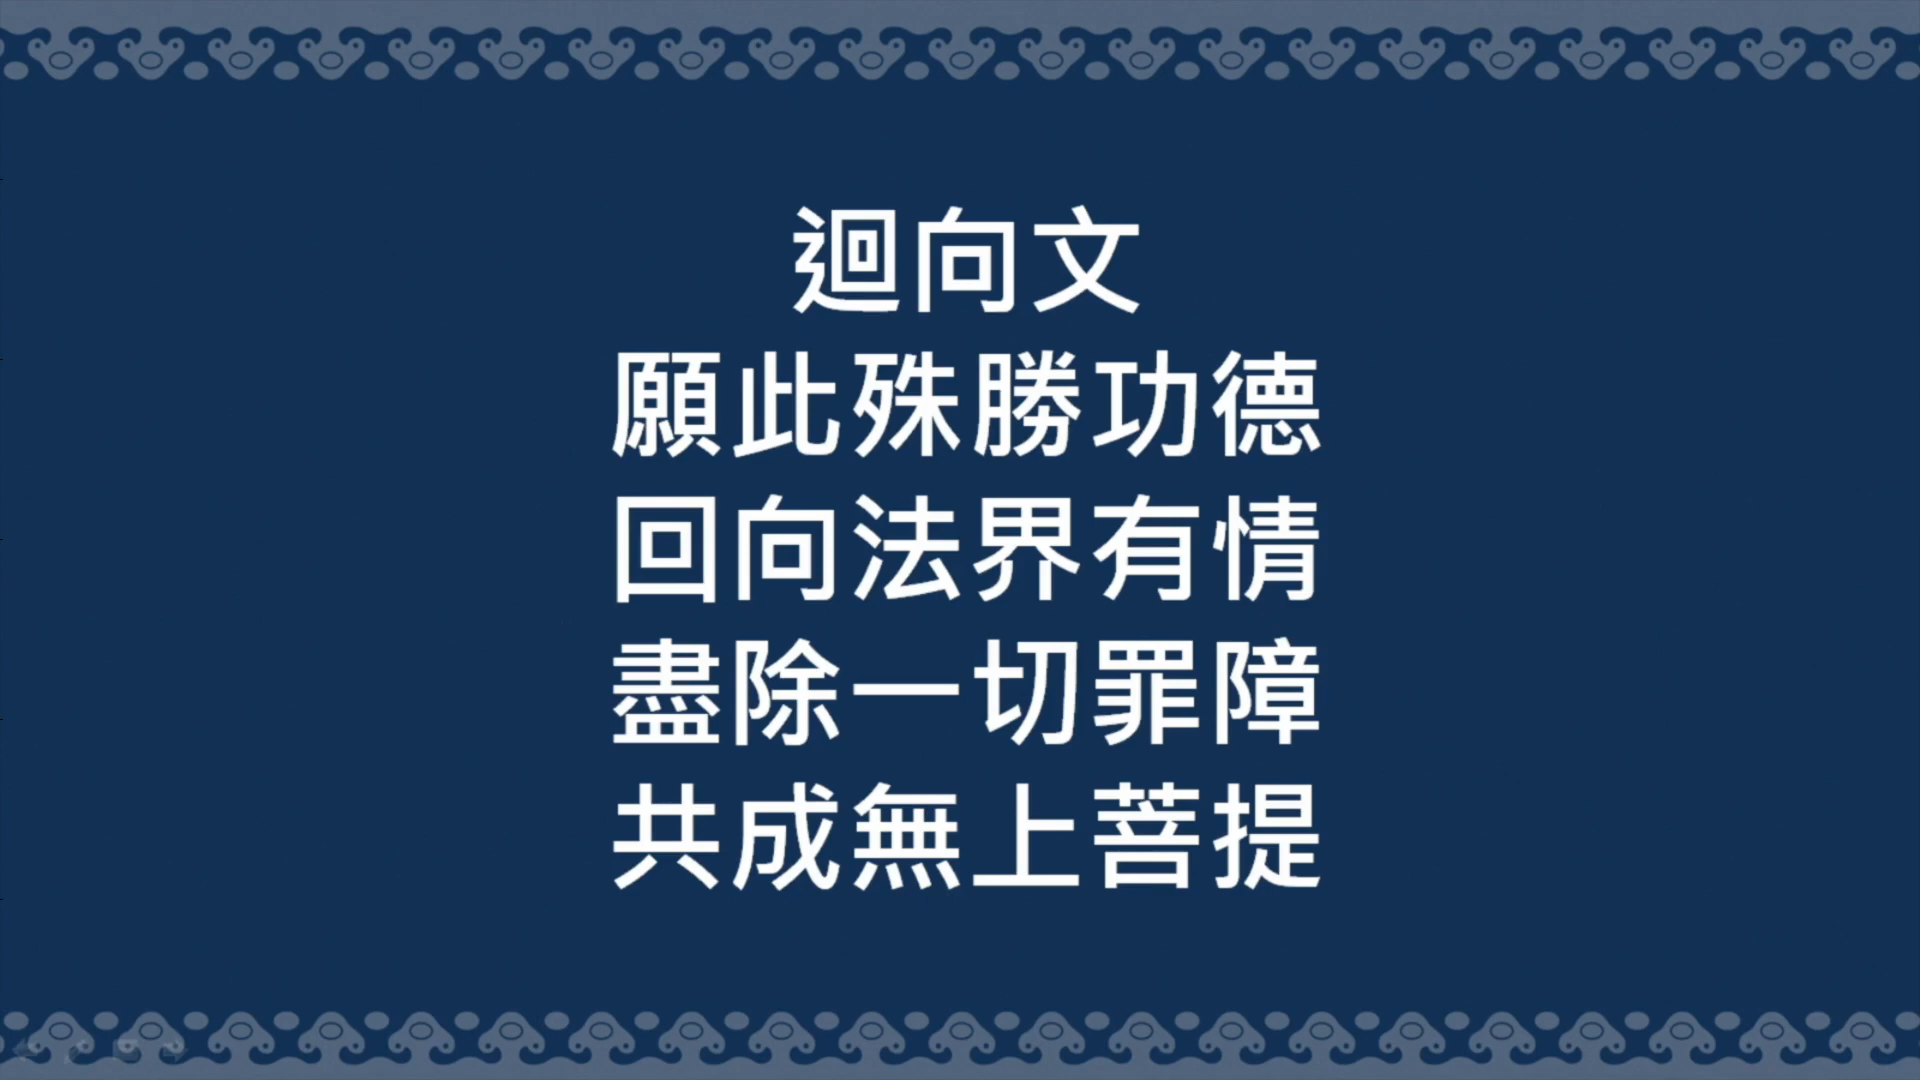 迴向文
願此殊勝功德
回向法界有情
盡除一切罪障
共成無上菩提